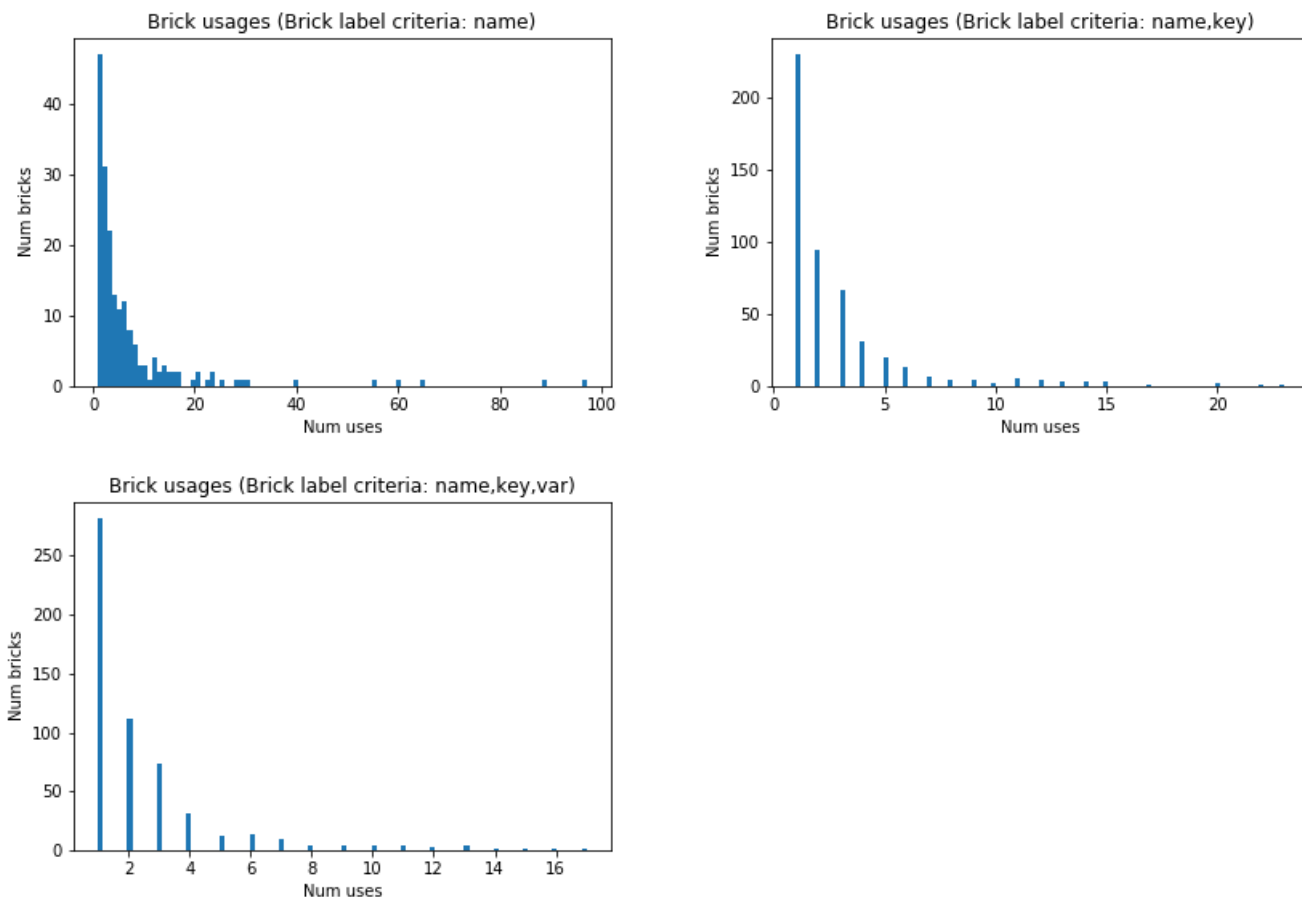 Brick usages (Brick label criteria: name)
Num bricks
40
30
20
10
0
0 20 40 60 80 100
Num uses
Brick usages (Brick label criteria: name,key)
Num bricks
200
150
100
50
0
0 5 10 15 20
Num uses
Brick usages (Brick label criteria: name,key,var)
Num bricks
250
200
150
100
50
0
2 4 6 8 10 12 14 16
Num uses